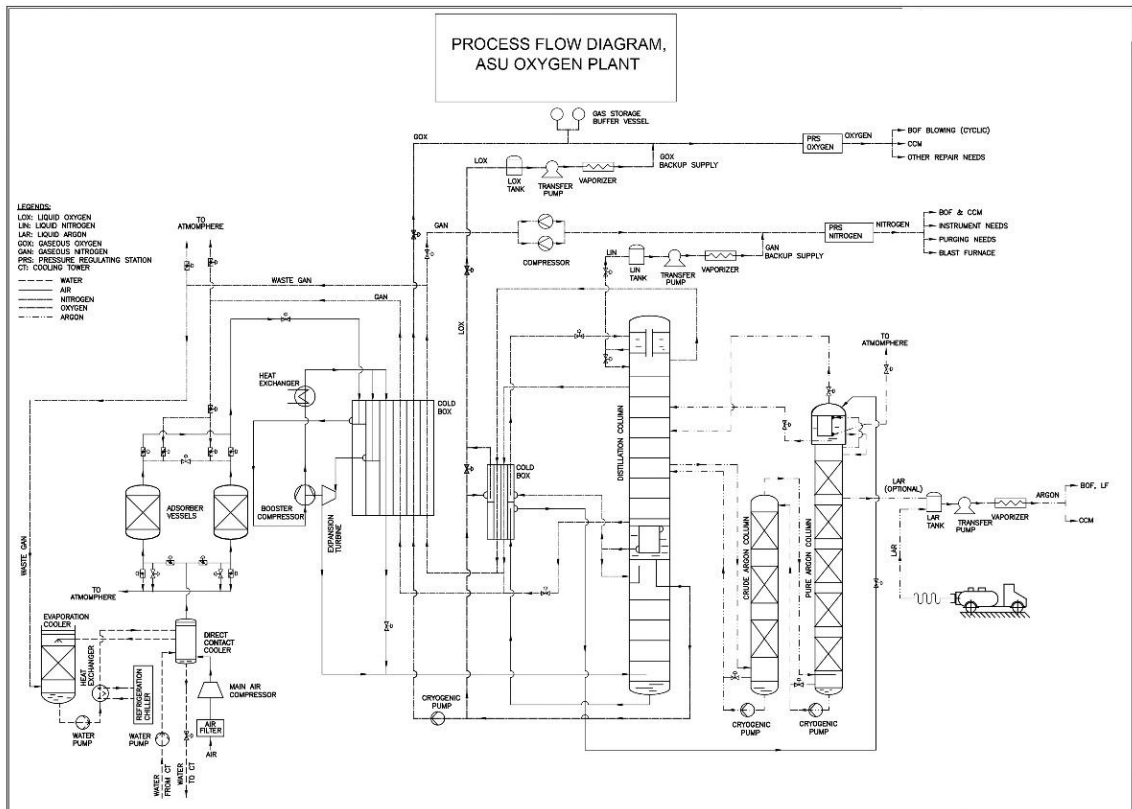 PROCESS FLOW DIAGRAM,
ASU OXYGEN PLANT
GAS STORAGE
BUFFER VESSEL
GOX
PRS
OXYGEN
OXYGEN
BOF BLOWING (CYCLIC)
CCM
OTHER REPAIR NEEDS
LOX
LOX
TANK
TRANSFER
PUMP
VAPORIZER
GOX
BACKUP SUPPLY
LEGENDS:
LOX: LIQUID OXYGEN
LIN: LIQUID NITROGEN
LAR: LIQUID ARGON
GOX: GASEOUS OXYGEN
GAN: GASEOUS NITROGEN
PRS: PRESSURE REGULATING STATION
CT: COOLING TOWER
WATER
AIR
NITROGEN
OXYGEN
ARGON
TO
ATMOMPHERE
GAN
COMPRESSOR
PRS
NITROGEN
NITROGEN
BOF & CCM
INSTRUMENT NEEDS
PURGING NEEDS
BLAST FURNACE
LIN
LIN
TANK
TRANSFER
PUMP
VAPORIZER
GAN
BACKUP SUPPLY
WASTE GAN
GAN
LOX
TO
ATMOMPHERE
HEAT
EXCHANGER
COLD
BOX
COLD
BOX
DISTILLATION COLUMN
ADSORBER
VESSELS
BOOSTER
COMPRESSOR
EXPANSION
TURBINE
CRUDE ARGON COLUMN
PURE ARGON COLUMN
LAR
(OPTIONAL)
LAR
TANK
TRANSFER
PUMP
VAPORIZER
ARGON
BOF, LF
CCM
LAR
WASTE GAN
TO
ATMOMPHERE
EVAPORATION
COOLER
HEAT
EXCHANGER
REFRIGERATION
CHILLER
DIRECT
CONTACT
COOLER
MAIN AIR
COMPRESSOR
AIR
FILTER
AIR
WATER
PUMP
WATER
PUMP
WATER
FROM CT
WATER
TO CT
CRYOGENIC
PUMP
CRYOGENIC
PUMP
CRYOGENIC
PUMP